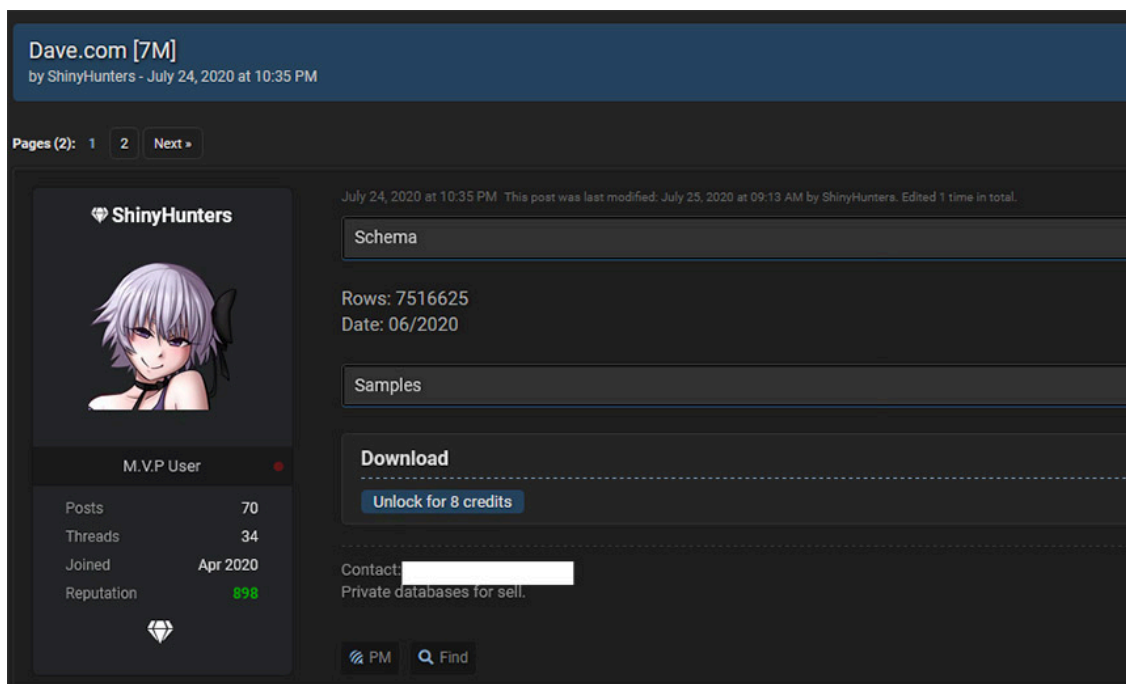 Dave.com [7M]
by ShinyHunters - July 24, 2020 at 10:35 PM
Pages (2): 1 2 Next »
ShinyHunters
M.V.P User
Posts 70
Threads 34
Joined Apr 2020
Reputation 898
July 24, 2020 at 10:35 PM This post was last modified: July 25, 2020 at 09:13 AM by ShinyHunters. Edited 1 time in total.
Schema
Rows: 7516625
Date: 06/2020
Samples
Download
Unlock for 8 credits
Contact:
Private databases for sell.
PM Find